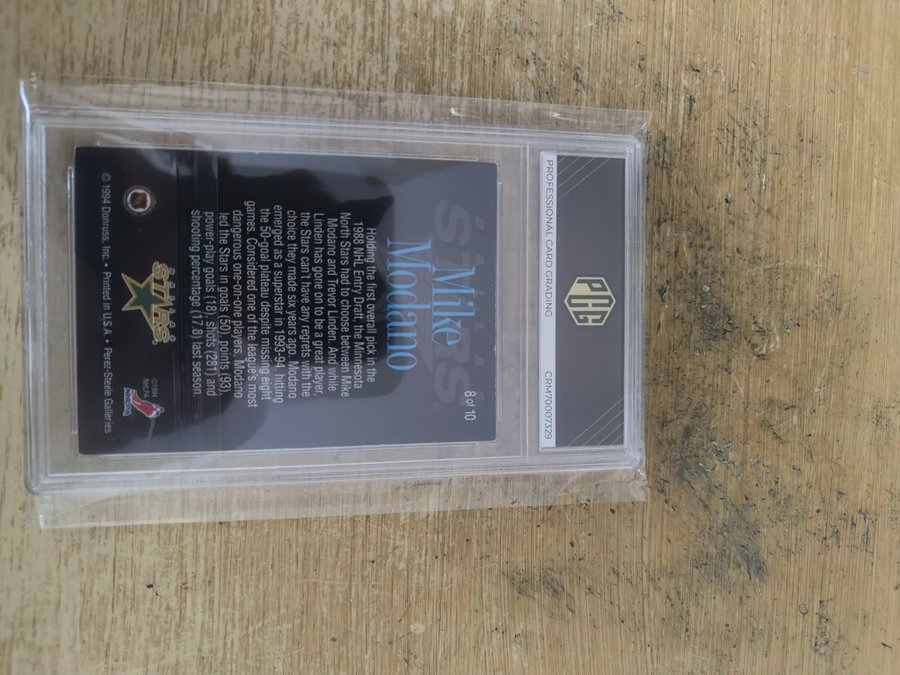 PCG
PROFESSIONAL CARD GRADING
CRM70007329
8 of 10
STARS
Mike
Modano
Holding the first overall pick in the
1988 NHL Entry Draft, the Minnesota
North Stars had to choose between Mike
Modano and Trevor Linden. And while
Linden has gone on to be a great player,
the Stars can't have any regrets with the
choice they made six years ago. Modano
emerged as a superstar in 1993-94, hitting
the 50-goal plateau despite missing eight
games. Considered one of the league's most
dangerous one-on-one players, Modano
led the Stars in goals (50), points (93),
power-play goals (18), shots (281) and
shooting percentage (17.8) last season.
STARS
©1994
NHLPA
NHLPA
© 1994 Donruss, Inc. • Printed in U.S.A. • Perez-Steele Galleries